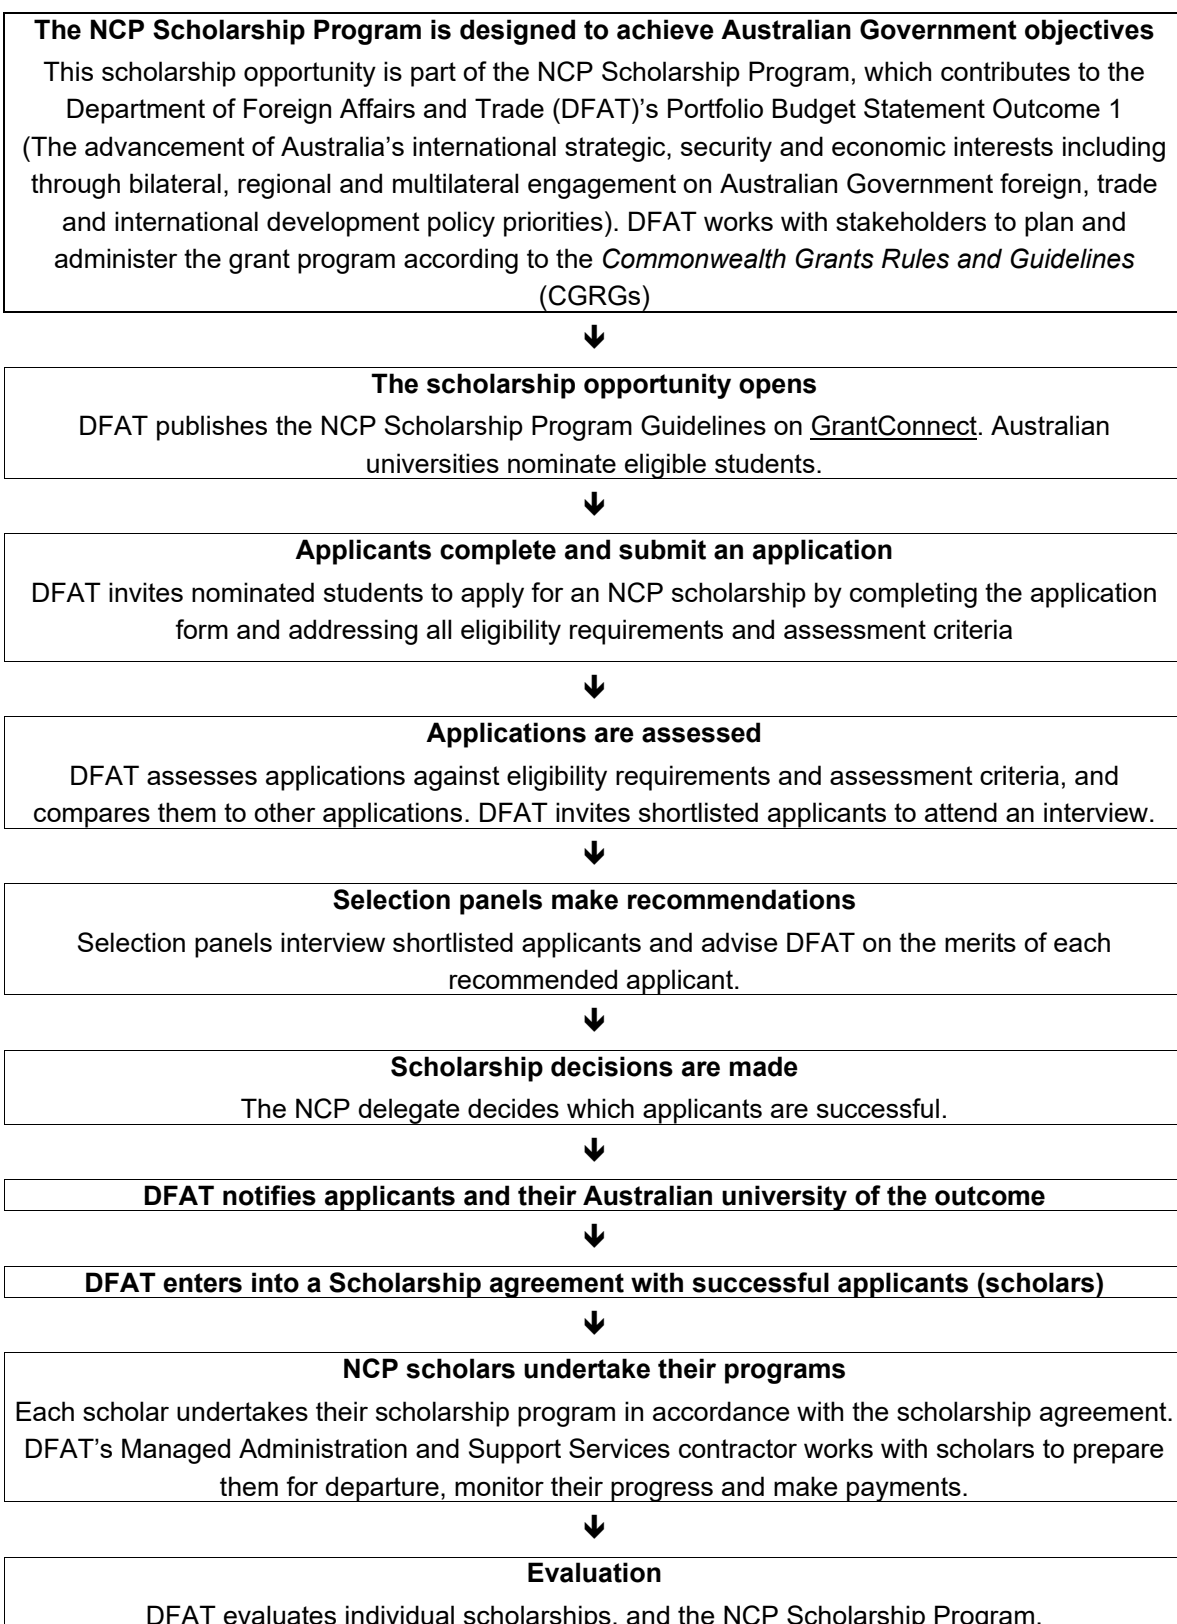 The NCP Scholarship Program is designed to achieve Australian Government objectives
This scholarship opportunity is part of the NCP Scholarship Program, which contributes to the
Department of Foreign Affairs and Trade (DFAT)’s Portfolio Budget Statement Outcome 1
(The advancement of Australia’s international strategic, security and economic interests including
through bilateral, regional and multilateral engagement on Australian Government foreign, trade
and international development policy priorities). DFAT works with stakeholders to plan and
administer the grant program according to the Commonwealth Grants Rules and Guidelines
(CGRGs)
The scholarship opportunity opens
DFAT publishes the NCP Scholarship Program Guidelines on GrantConnect. Australian
universities nominate eligible students.
Applicants complete and submit an application
DFAT invites nominated students to apply for an NCP scholarship by completing the application
form and addressing all eligibility requirements and assessment criteria
Applications are assessed
DFAT assesses applications against eligibility requirements and assessment criteria, and
compares them to other applications. DFAT invites shortlisted applicants to attend an interview.
Selection panels make recommendations
Selection panels interview shortlisted applicants and advise DFAT on the merits of each
recommended applicant.
Scholarship decisions are made
The NCP delegate decides which applicants are successful.
DFAT notifies applicants and their Australian university of the outcome
DFAT enters into a Scholarship agreement with successful applicants (scholars)
NCP scholars undertake their programs
Each scholar undertakes their scholarship program in accordance with the scholarship agreement.
DFAT’s Managed Administration and Support Services contractor works with scholars to prepare
them for departure, monitor their progress and make payments.
Evaluation
DFAT evaluates individual scholarships, and the NCP Scholarship Program.